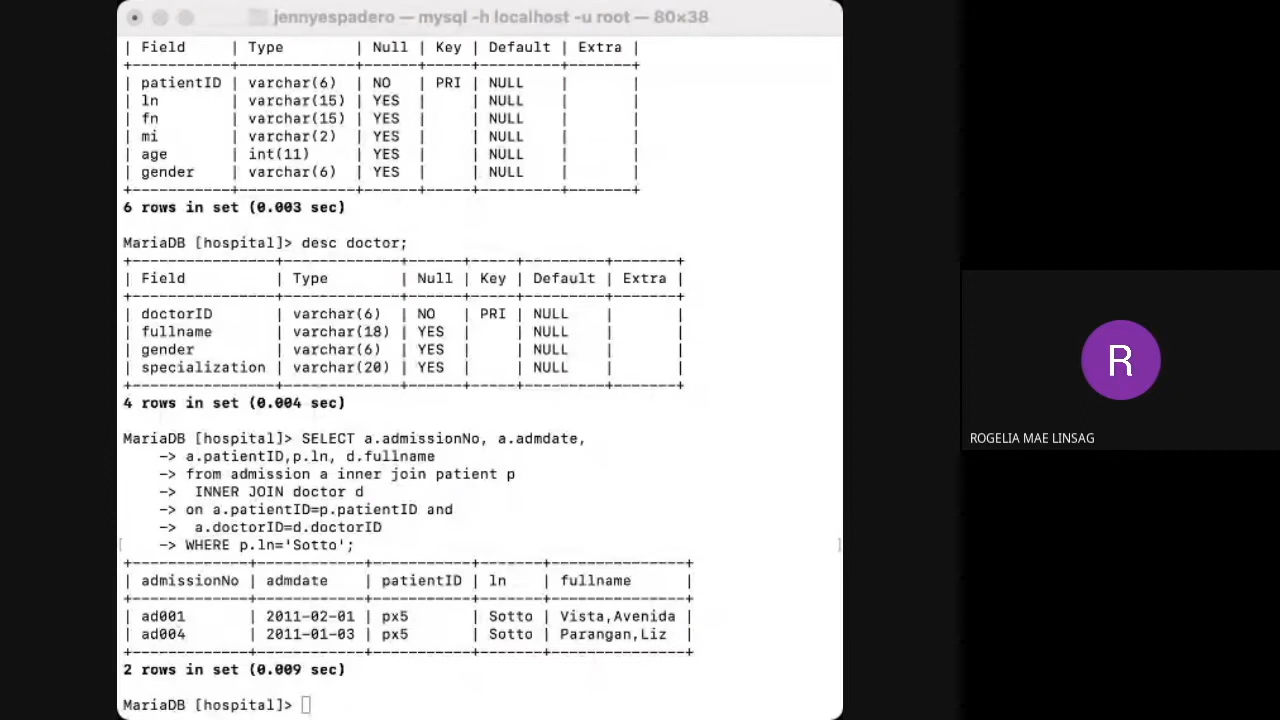 jennyespadero — mysql -h localhost -u root — 80×38
| Field | Type | Null | Key | Default | Extra |
+-----------+-------------+------+-----+---------+-------+
| patientID | varchar(6) | NO | PRI | NULL | |
| ln | varchar(15) | YES | | NULL | |
| fn | varchar(15) | YES | | NULL | |
| mi | varchar(2) | YES | | NULL | |
| age | int(11) | YES | | NULL | |
| gender | varchar(6) | YES | | NULL | |
+-----------+-------------+------+-----+---------+-------+
6 rows in set (0.003 sec)
MariaDB [hospital]> desc doctor;
+----------------+-------------+------+-----+---------+-------+
| Field | Type | Null | Key | Default | Extra |
+----------------+-------------+------+-----+---------+-------+
| doctorID | varchar(6) | NO | PRI | NULL | |
| fullname | varchar(18) | YES | | NULL | |
| gender | varchar(6) | YES | | NULL | |
| specialization | varchar(20) | YES | | NULL | |
+----------------+-------------+------+-----+---------+-------+
4 rows in set (0.004 sec)
MariaDB [hospital]> SELECT a.admissionNo, a.admdate,
-> a.patientID,p.ln, d.fullname
-> from admission a inner join patient p
-> INNER JOIN doctor d
-> on a.patientID=p.patientID and
-> a.doctorID=d.doctorID
-> WHERE p.ln='Sotto';
+-------------+------------+-----------+-------+---------------+
| admissionNo | admdate | patientID | ln | fullname |
+-------------+------------+-----------+-------+---------------+
| ad001 | 2011-02-01 | px5 | Sotto | Vista,Avenida |
| ad004 | 2011-01-03 | px5 | Sotto | Parangan,Liz |
+-------------+------------+-----------+-------+---------------+
2 rows in set (0.009 sec)
MariaDB [hospital]>
R
ROGELIA MAE LINSAG